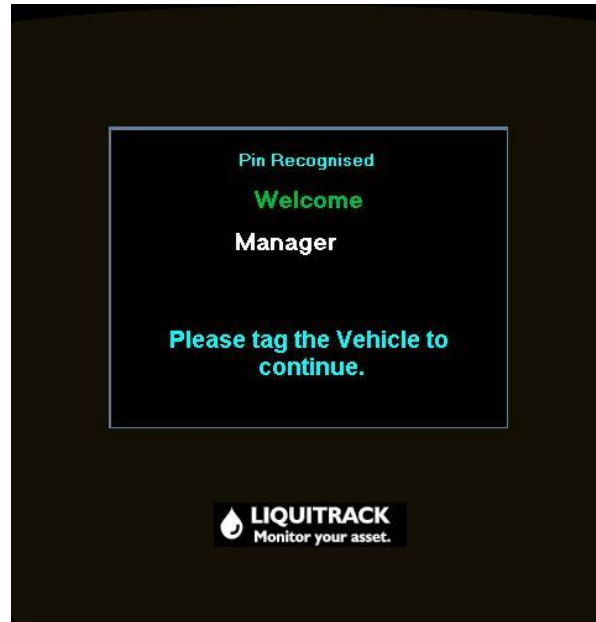 Pin Recognised
Welcome
Manager
Please tag the Vehicle to
continue.
LIQUITRACK
Monitor your asset.